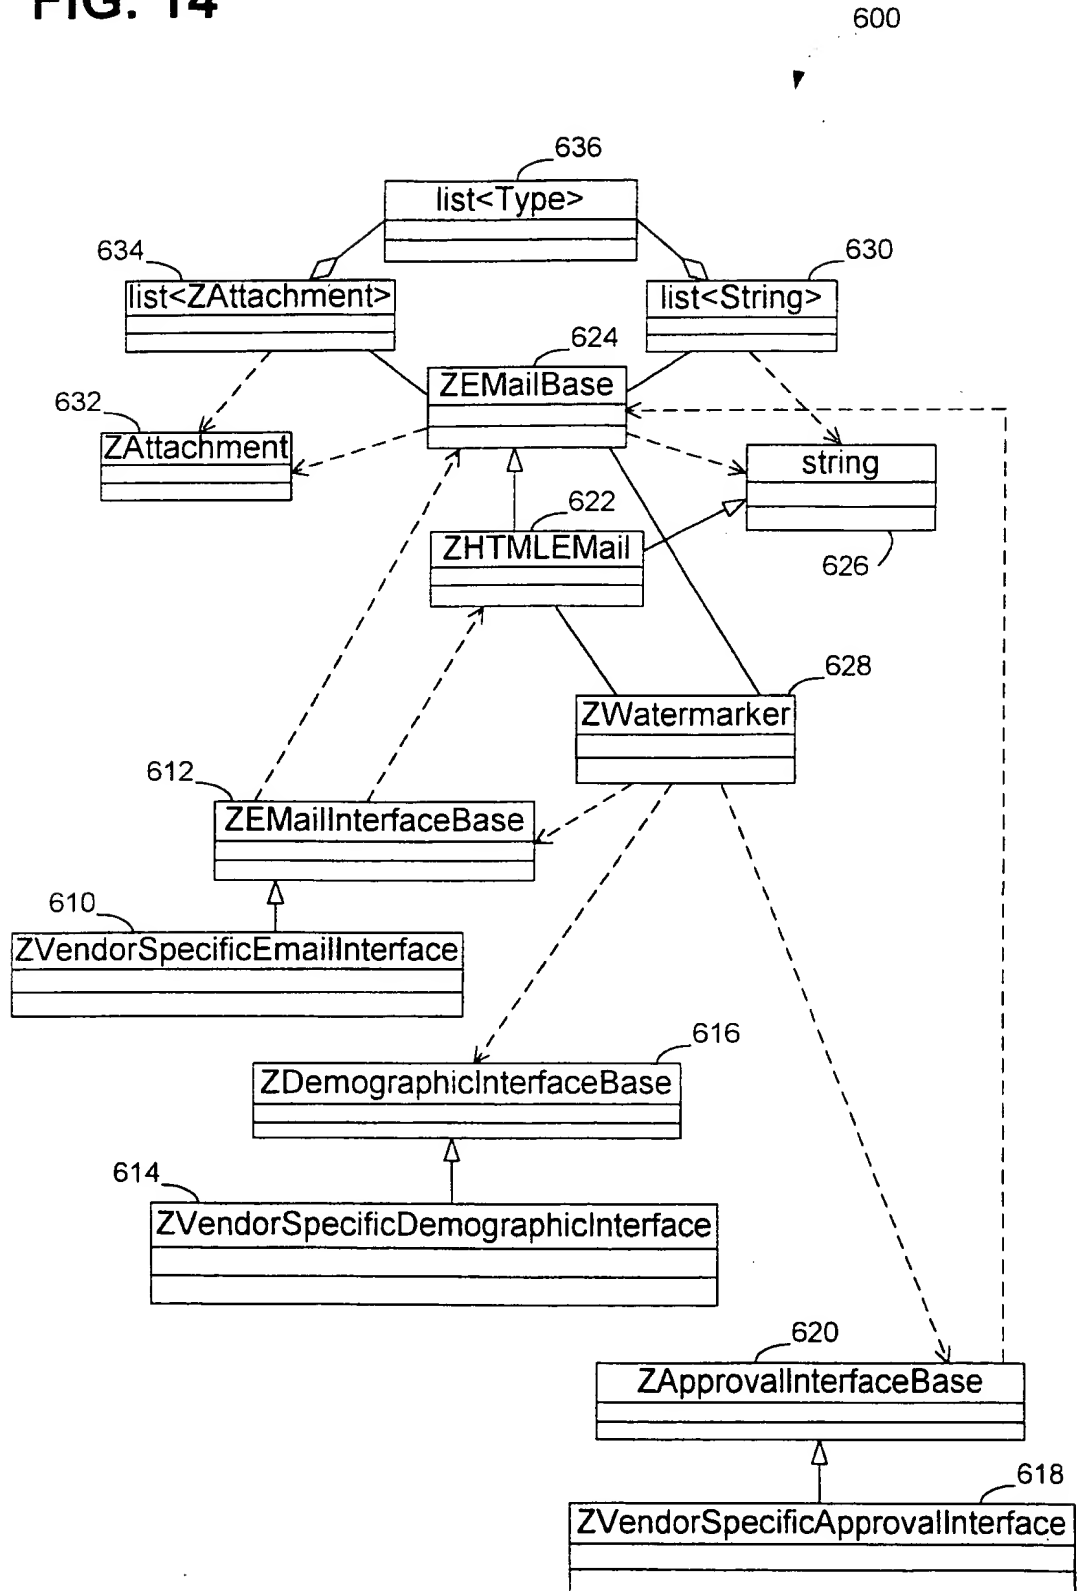 FIG. 14
600
636
list<Type>
634
630
list<ZAttachment>
list<String>
624
ZEMailBase
632
ZAttachment
string
622
ZHTMLEMail
626
628
ZWatermarker
612
ZEMailInterfaceBase
610
ZVendorSpecificEmailInterface
616
ZDemographicInterfaceBase
614
ZVendorSpecificDemographicInterface
620
ZApprovalInterfaceBase
618
ZVendorSpecificApprovalInterface